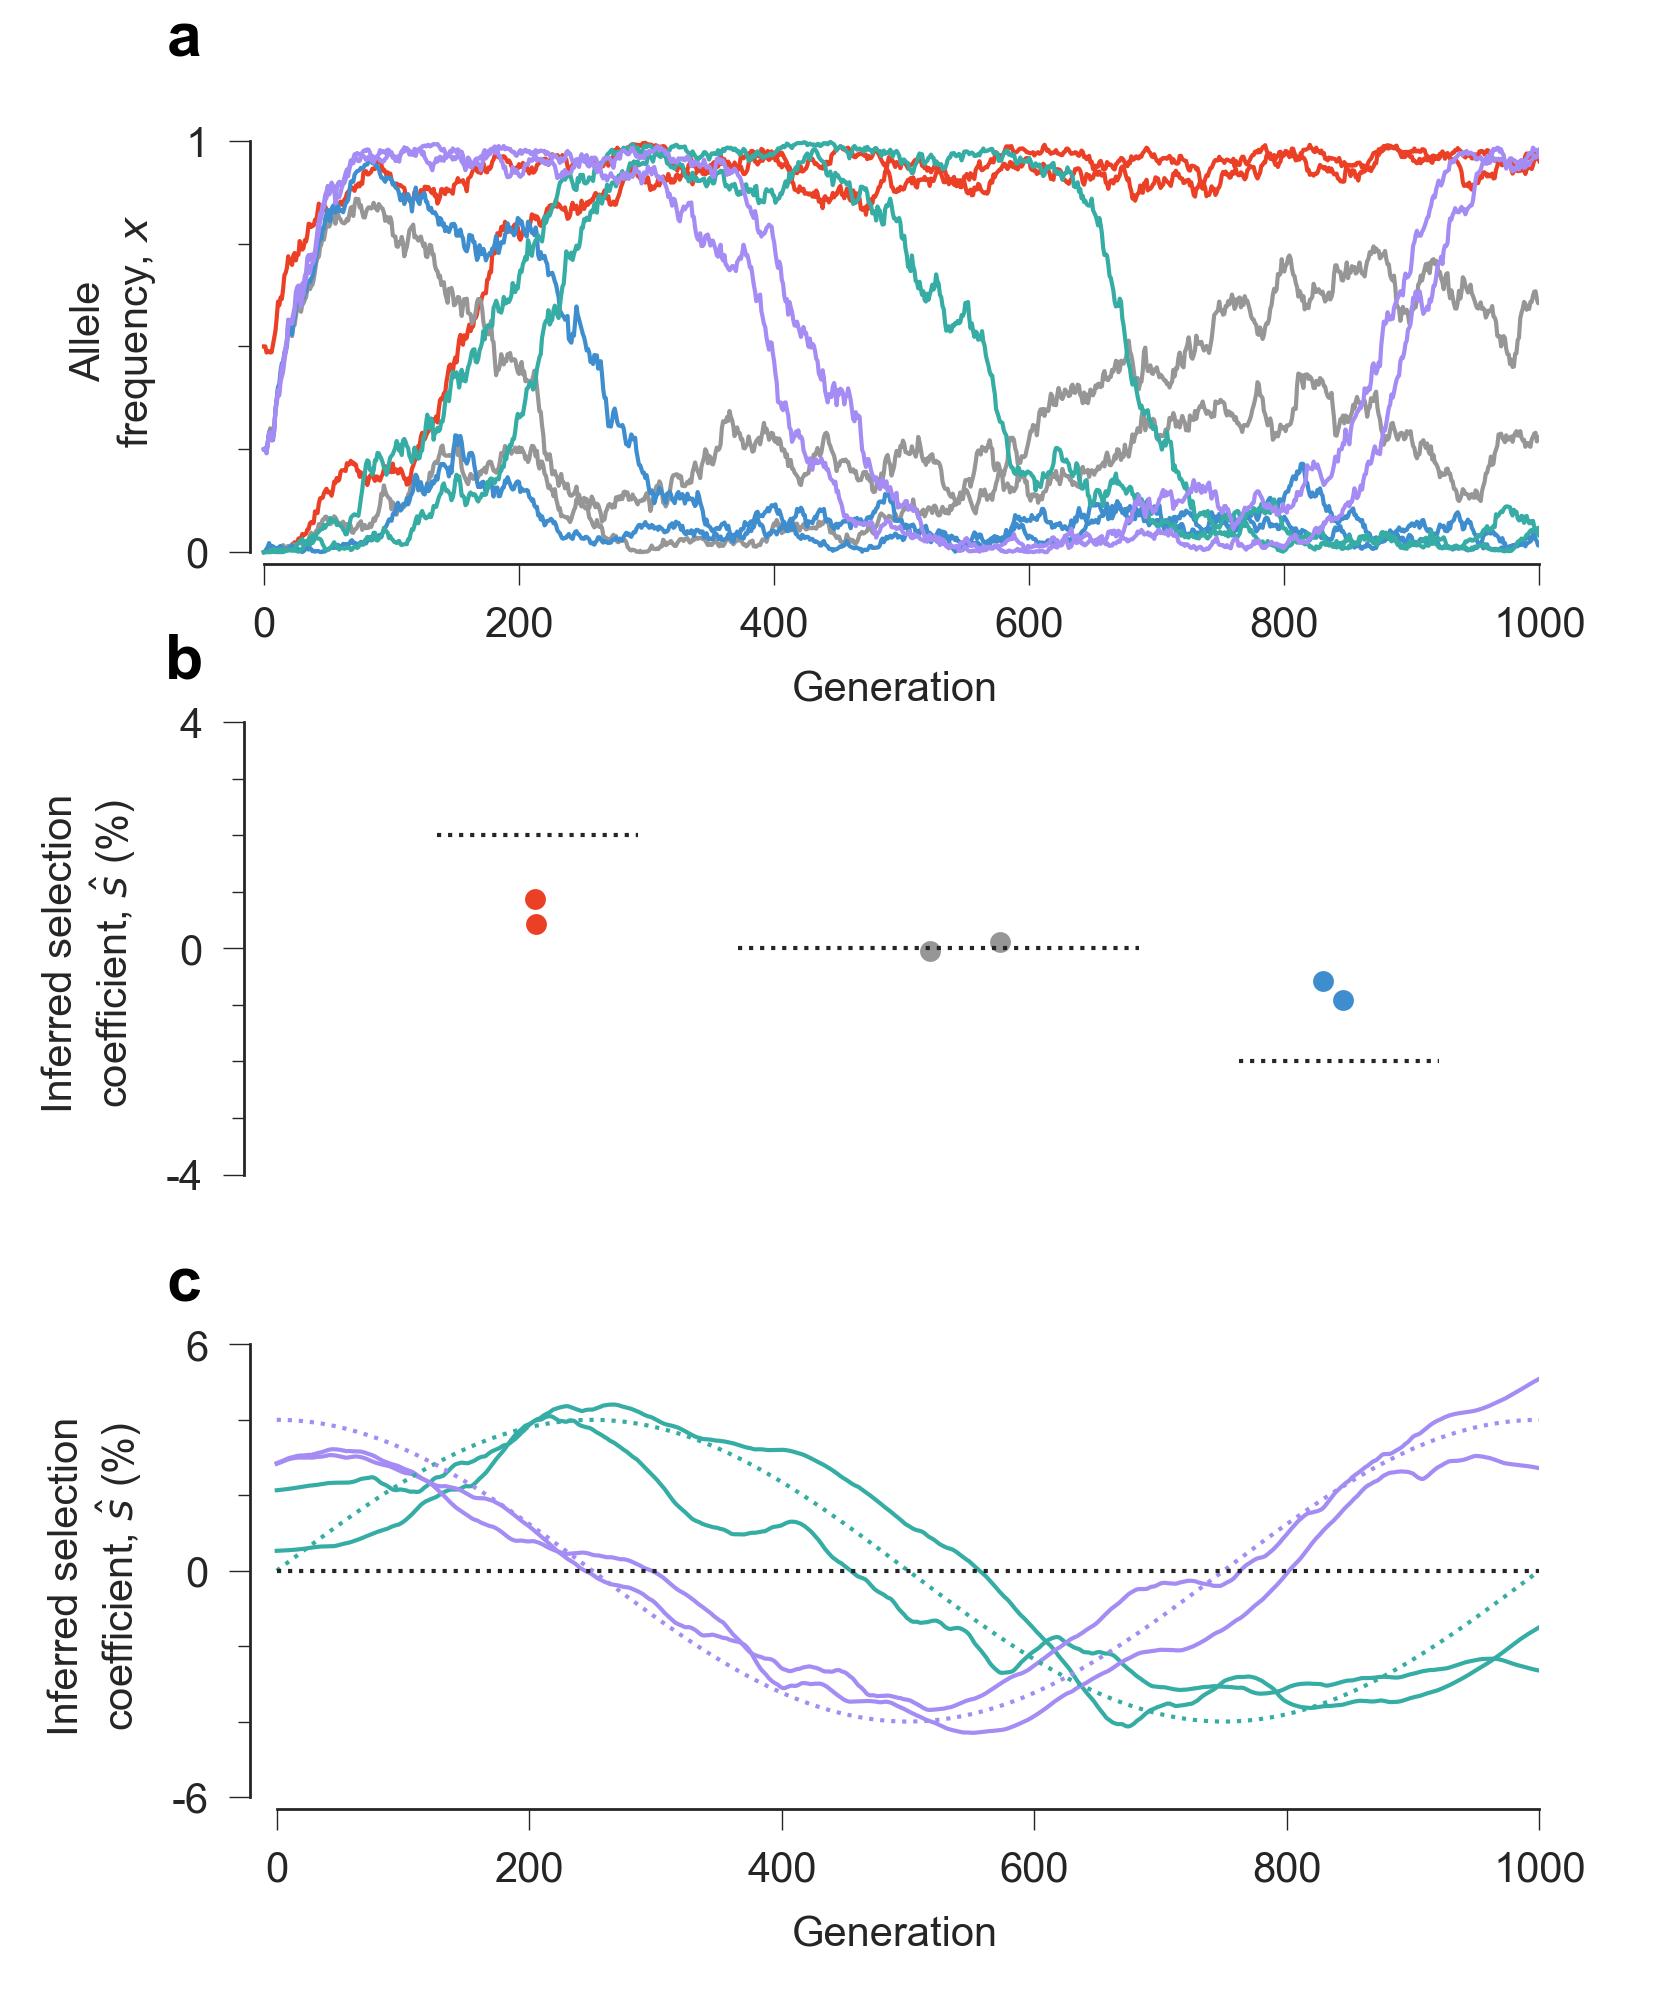 a
1
0
Allele
frequency, x
0 200 400 600 800 1000
Generation
b
4
0
-4
Inferred selection
coefficient, ŝ (%)
c
6
0
-6
Inferred selection
coefficient, ŝ (%)
0 200 400 600 800 1000
Generation